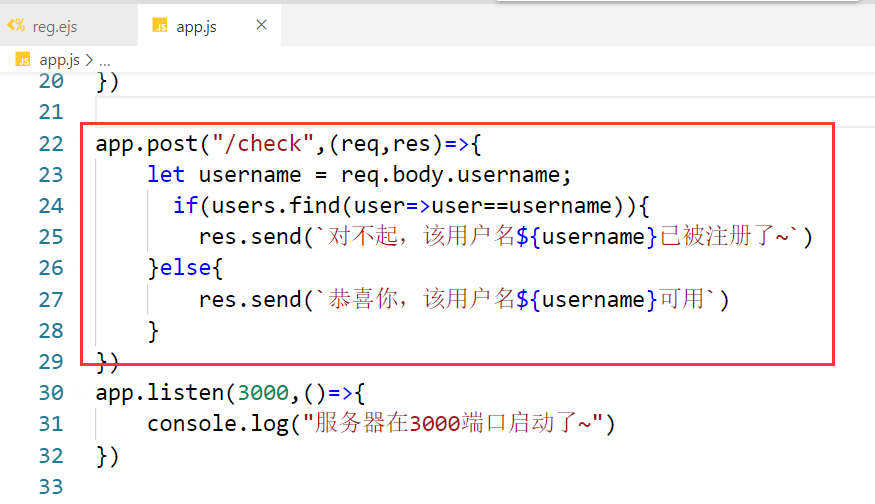 reg.ejs
JS app.js ×
JS app.js > ...
20 })
21
22 app.post("/check",(req,res)=>{
23 let username = req.body.username;
24 if(users.find(user=>user==username)){
25 res.send(`对不起，该用户名${username}已被注册了~`)
26 }else{
27 res.send(`恭喜你，该用户名${username}可用`)
28 }
29 })
30 app.listen(3000,()=>{
31 console.log("服务器在3000端口启动了~")
32 })
33